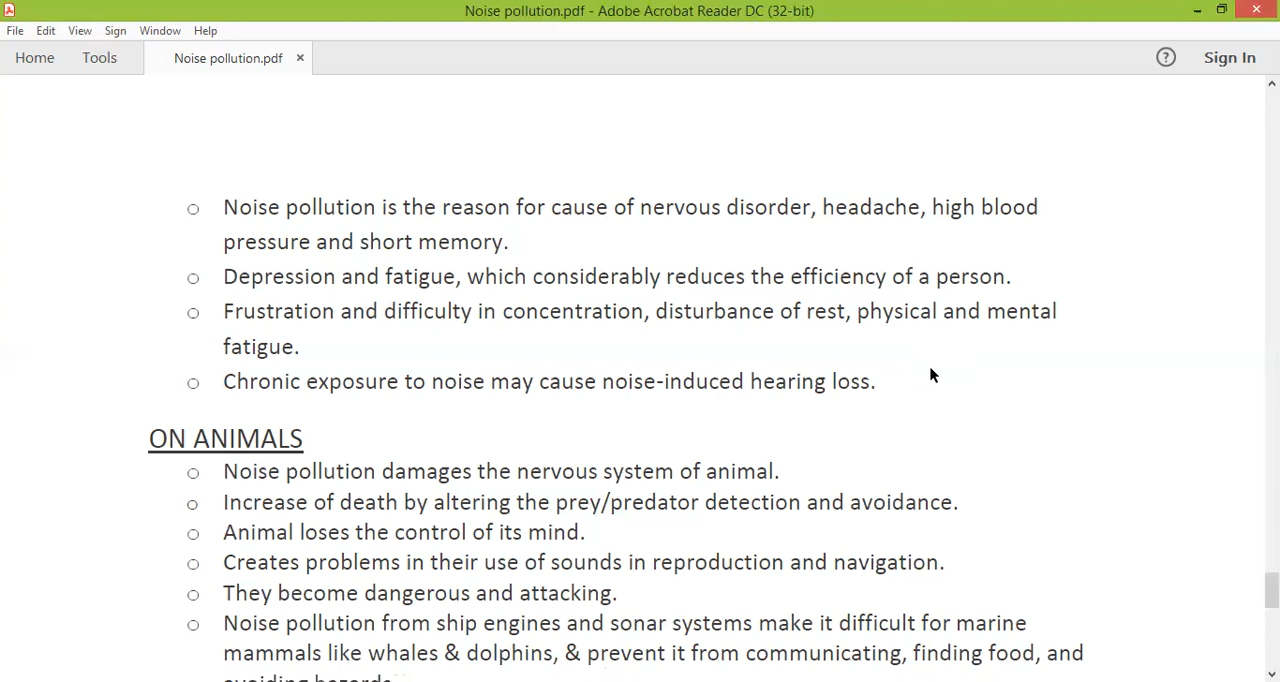 Noise pollution.pdf - Adobe Acrobat Reader DC (32-bit)
File Edit View Sign Window Help
Home Tools Noise pollution.pdf × ? Sign In
○ Noise pollution is the reason for cause of nervous disorder, headache, high blood
pressure and short memory.
○ Depression and fatigue, which considerably reduces the efficiency of a person.
○ Frustration and difficulty in concentration, disturbance of rest, physical and mental
fatigue.
○ Chronic exposure to noise may cause noise-induced hearing loss.
ON ANIMALS
○ Noise pollution damages the nervous system of animal.
○ Increase of death by altering the prey/predator detection and avoidance.
○ Animal loses the control of its mind.
○ Creates problems in their use of sounds in reproduction and navigation.
○ They become dangerous and attacking.
○ Noise pollution from ship engines and sonar systems make it difficult for marine
mammals like whales & dolphins, & prevent it from communicating, finding food, and
avoiding hazards